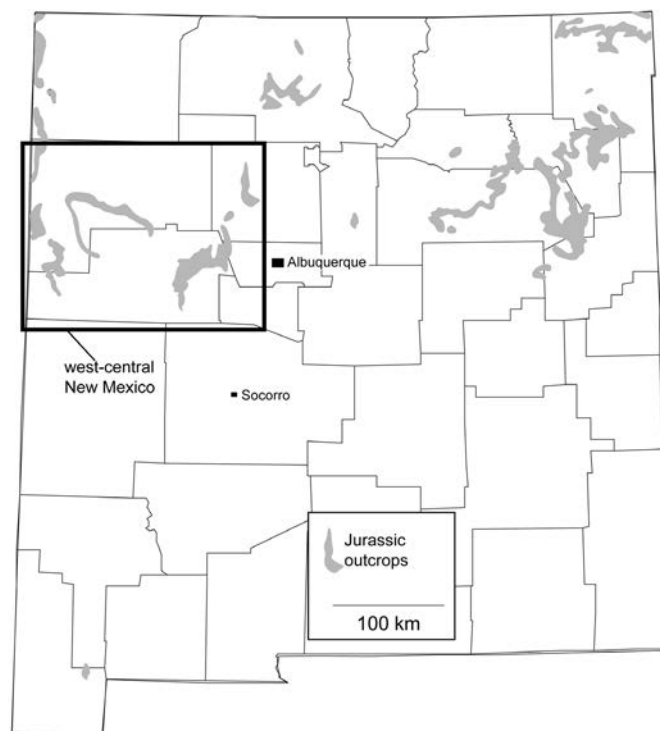 Albuquerque
west-central
New Mexico
Socorro
Jurassic
outcrops
100 km